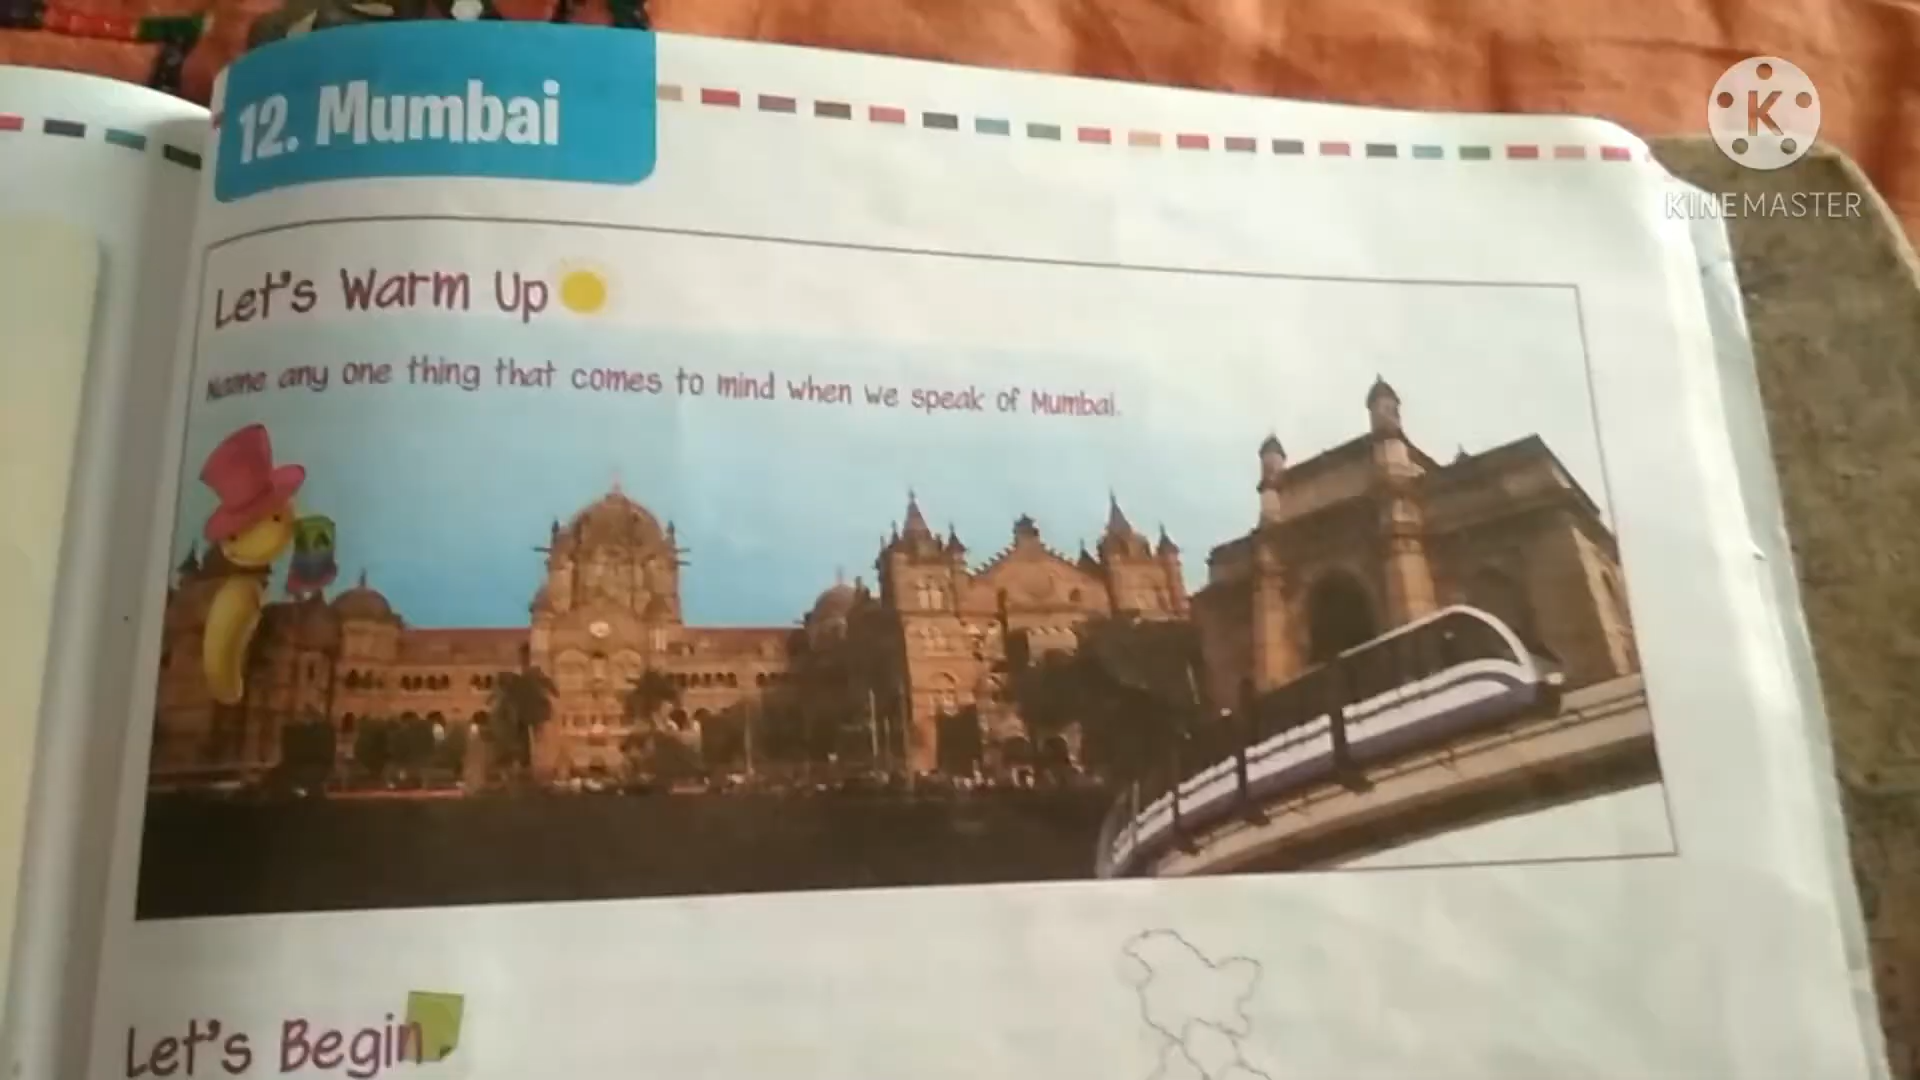 12. Mumbai
K
KINEMASTER
Let's Warm Up
Name any one thing that comes to mind when we speak of Mumbai.
Let's Begin